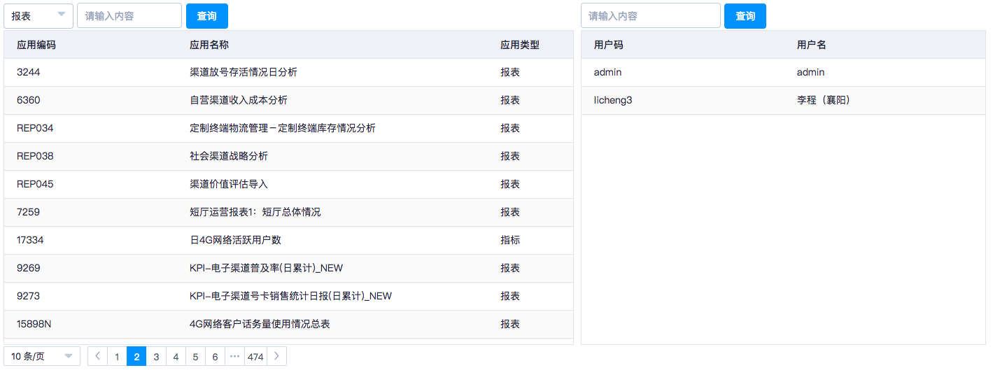 报表 请输入内容 查询
应用编码 应用名称 应用类型
3244 渠道放号存活情况日分析 报表
6360 自营渠道收入成本分析 报表
REP034 定制终端物流管理－定制终端库存情况分析 报表
REP038 社会渠道战略分析 报表
REP045 渠道价值评估导入 报表
7259 短厅运营报表1：短厅总体情况 报表
17334 日4G网络活跃用户数 指标
9269 KPI-电子渠道普及率(日累计)_NEW 报表
9273 KPI-电子渠道号卡销售统计日报(日累计)_NEW 报表
15898N 4G网络客户话务量使用情况总表 报表
10 条/页 1 2 3 4 5 6 ••• 474
请输入内容 查询
用户码 用户名
admin admin
licheng3 李程（襄阳）